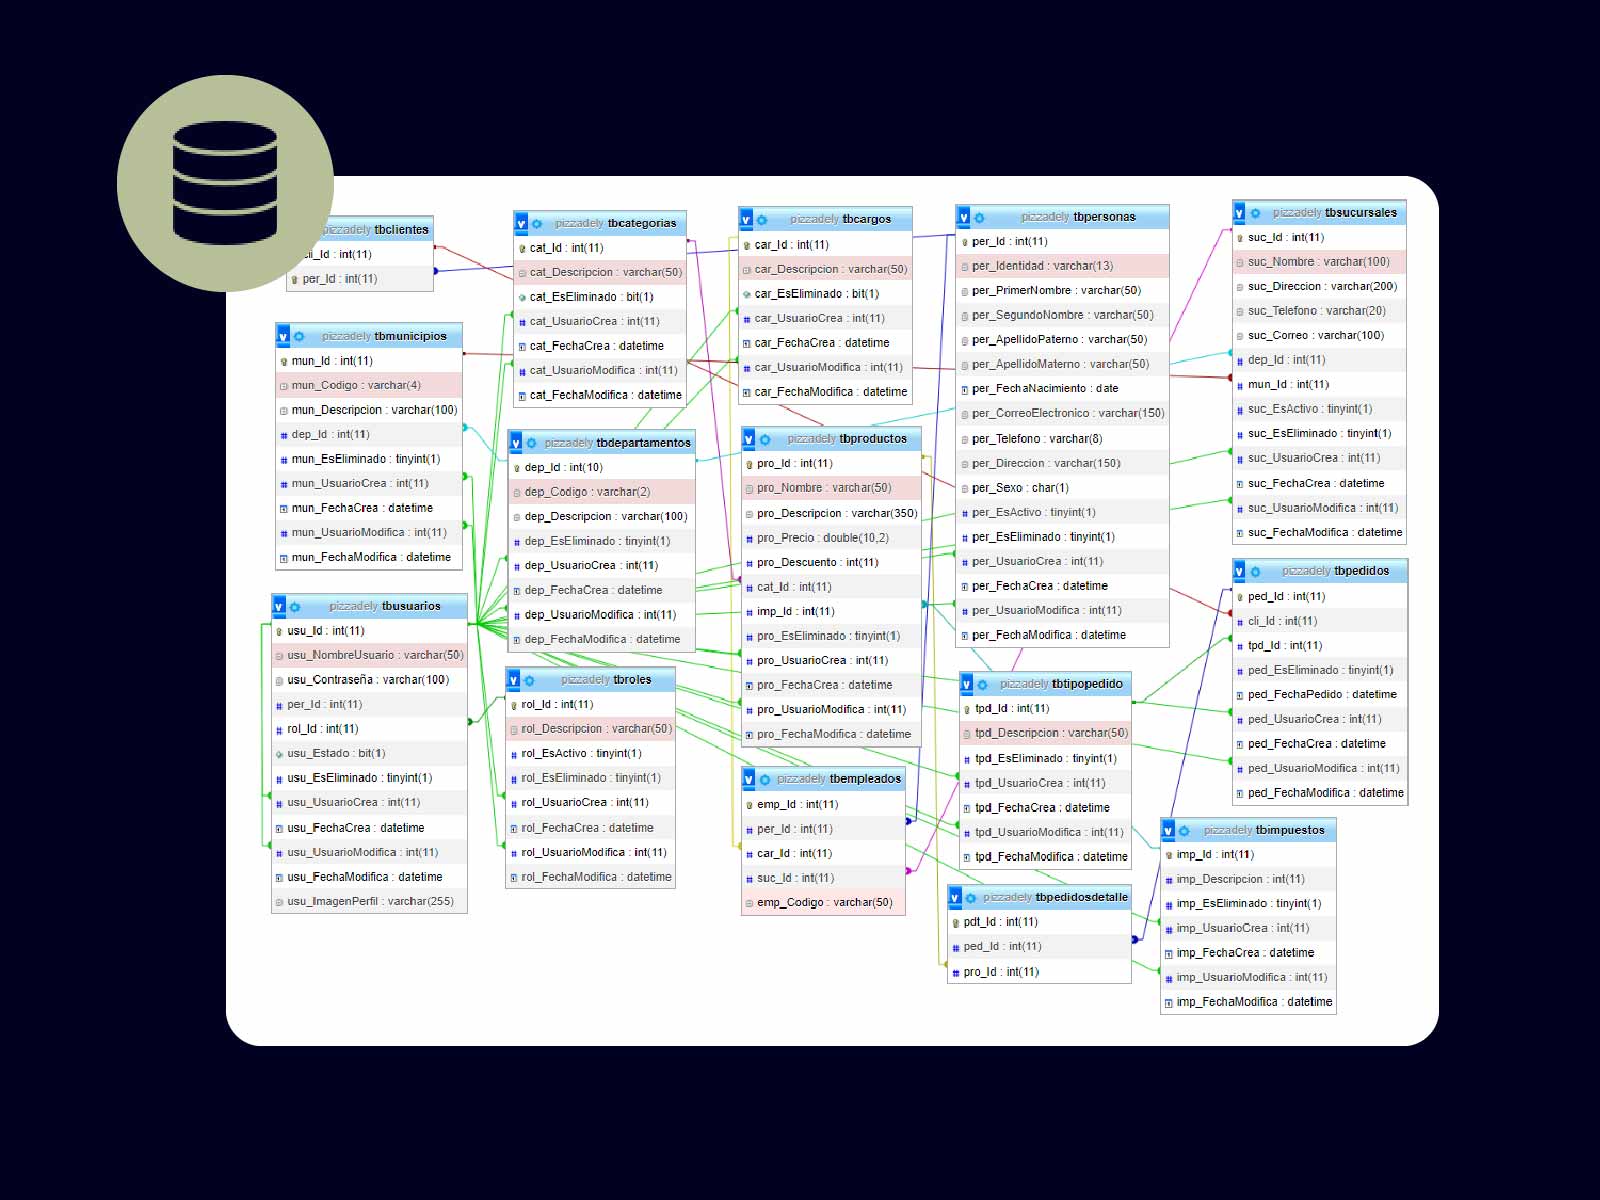 pizzadely tbclientes
cli_Id : int(11)
per_Id : int(11)
pizzadely tbmunicipios
mun_Id : int(11)
mun_Codigo : varchar(4)
mun_Descripcion : varchar(100)
dep_Id : int(11)
mun_EsEliminado : tinyint(1)
mun_UsuarioCrea : int(11)
mun_FechaCrea : datetime
mun_UsuarioModifica : int(11)
mun_FechaModifica : datetime
pizzadely tbusuarios
usu_Id : int(11)
usu_NombreUsuario : varchar(50)
usu_Contraseña : varchar(100)
per_Id : int(11)
rol_Id : int(11)
usu_Estado : bit(1)
usu_EsEliminado : tinyint(1)
usu_UsuarioCrea : int(11)
usu_FechaCrea : datetime
usu_UsuarioModifica : int(11)
usu_FechaModifica : datetime
usu_ImagenPerfil : varchar(255)
pizzadely tbcategorias
cat_Id : int(11)
cat_Descripcion : varchar(50)
cat_EsEliminado : bit(1)
cat_UsuarioCrea : int(11)
cat_FechaCrea : datetime
cat_UsuarioModifica : int(11)
cat_FechaModifica : datetime
pizzadely tbdepartamentos
dep_Id : int(10)
dep_Codigo : varchar(2)
dep_Descripcion : varchar(100)
dep_EsEliminado : tinyint(1)
dep_UsuarioCrea : int(11)
dep_FechaCrea : datetime
dep_UsuarioModifica : int(11)
dep_FechaModifica : datetime
pizzadely tbroles
rol_Id : int(11)
rol_Descripcion : varchar(50)
rol_EsActivo : tinyint(1)
rol_EsEliminado : tinyint(1)
rol_UsuarioCrea : int(11)
rol_FechaCrea : datetime
rol_UsuarioModifica : int(11)
rol_FechaModifica : datetime
pizzadely tbcargos
car_Id : int(11)
car_Descripcion : varchar(50)
car_EsEliminado : bit(1)
car_UsuarioCrea : int(11)
car_FechaCrea : datetime
car_UsuarioModifica : int(11)
car_FechaModifica : datetime
pizzadely tbproductos
pro_Id : int(11)
pro_Nombre : varchar(50)
pro_Descripcion : varchar(350)
pro_Precio : double(10,2)
pro_Descuento : int(11)
cat_Id : int(11)
imp_Id : int(11)
pro_EsEliminado : tinyint(1)
pro_UsuarioCrea : int(11)
pro_FechaCrea : datetime
pro_UsuarioModifica : int(11)
pro_FechaModifica : datetime
pizzadely tbempleados
emp_Id : int(11)
per_Id : int(11)
car_Id : int(11)
suc_Id : int(11)
emp_Codigo : varchar(50)
pizzadely tbpersonas
per_Id : int(11)
per_Identidad : varchar(13)
per_PrimerNombre : varchar(50)
per_SegundoNombre : varchar(50)
per_ApellidoPaterno : varchar(50)
per_ApellidoMaterno : varchar(50)
per_FechaNacimiento : date
per_CorreoElectronico : varchar(150)
per_Telefono : varchar(8)
per_Direccion : varchar(150)
per_Sexo : char(1)
per_EsActivo : tinyint(1)
per_EsEliminado : tinyint(1)
per_UsuarioCrea : int(11)
per_FechaCrea : datetime
per_UsuarioModifica : int(11)
per_FechaModifica : datetime
pizzadely tbtipopedido
tpd_Id : int(11)
tpd_Descripcion : varchar(50)
tpd_EsEliminado : tinyint(1)
tpd_UsuarioCrea : int(11)
tpd_FechaCrea : datetime
tpd_UsuarioModifica : int(11)
tpd_FechaModifica : datetime
pizzadely tbpedidosdetalle
pdt_Id : int(11)
ped_Id : int(11)
pro_Id : int(11)
pizzadely tbsucursales
suc_Id : int(11)
suc_Nombre : varchar(100)
suc_Direccion : varchar(200)
suc_Telefono : varchar(20)
suc_Correo : varchar(100)
dep_Id : int(11)
mun_Id : int(11)
suc_EsActivo : tinyint(1)
suc_EsEliminado : tinyint(1)
suc_UsuarioCrea : int(11)
suc_FechaCrea : datetime
suc_UsuarioModifica : int(11)
suc_FechaModifica : datetime
pizzadely tbpedidos
ped_Id : int(11)
cli_Id : int(11)
tpd_Id : int(11)
ped_EsEliminado : tinyint(1)
ped_FechaPedido : datetime
ped_UsuarioCrea : int(11)
ped_FechaCrea : datetime
ped_UsuarioModifica : int(11)
ped_FechaModifica : datetime
pizzadely tbimpuestos
imp_Id : int(11)
imp_Descripcion : int(11)
imp_EsEliminado : tinyint(1)
imp_UsuarioCrea : int(11)
imp_FechaCrea : datetime
imp_UsuarioModifica : int(11)
imp_FechaModifica : datetime